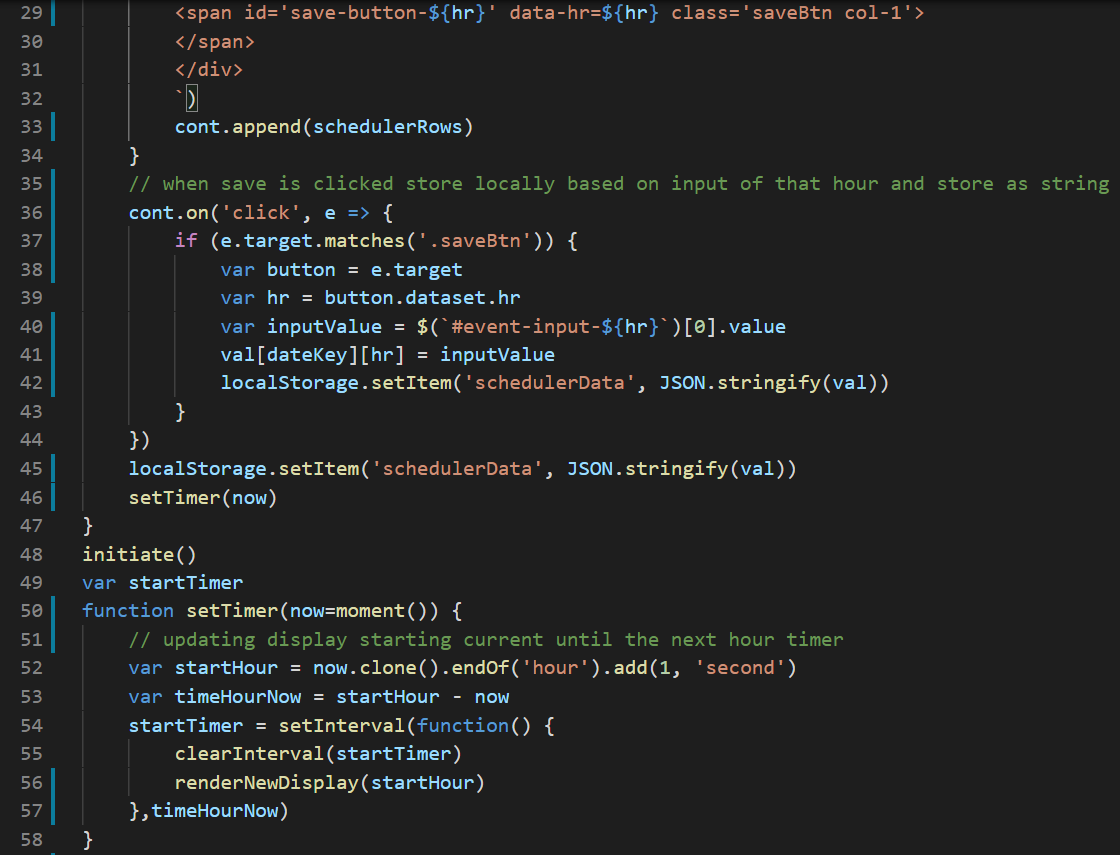 29 <span id='save-button-${hr}' data-hr=${hr} class='saveBtn col-1'>
30 </span>
31 </div>
32 `)
33 cont.append(schedulerRows)
34 }
35 // when save is clicked store locally based on input of that hour and store as string
36 cont.on('click', e => {
37 if (e.target.matches('.saveBtn')) {
38 var button = e.target
39 var hr = button.dataset.hr
40 var inputValue = $(`#event-input-${hr}`)[0].value
41 val[dateKey][hr] = inputValue
42 localStorage.setItem('schedulerData', JSON.stringify(val))
43 }
44 })
45 localStorage.setItem('schedulerData', JSON.stringify(val))
46 setTimer(now)
47 }
48 initiate()
49 var startTimer
50 function setTimer(now=moment()) {
51 // updating display starting current until the next hour timer
52 var startHour = now.clone().endOf('hour').add(1, 'second')
53 var timeHourNow = startHour - now
54 startTimer = setInterval(function() {
55 clearInterval(startTimer)
56 renderNewDisplay(startHour)
57 },timeHourNow)
58 }